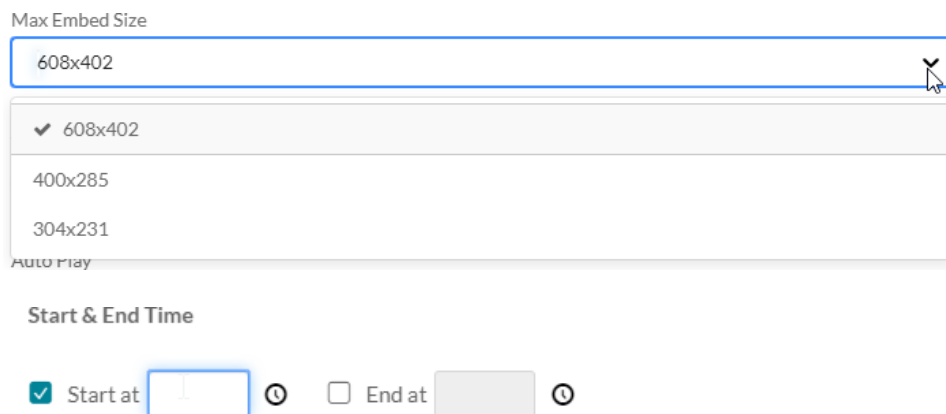 Max Embed Size
608x402
608x402
400x285
304x231
Auto Play
Start & End Time
Start at End at